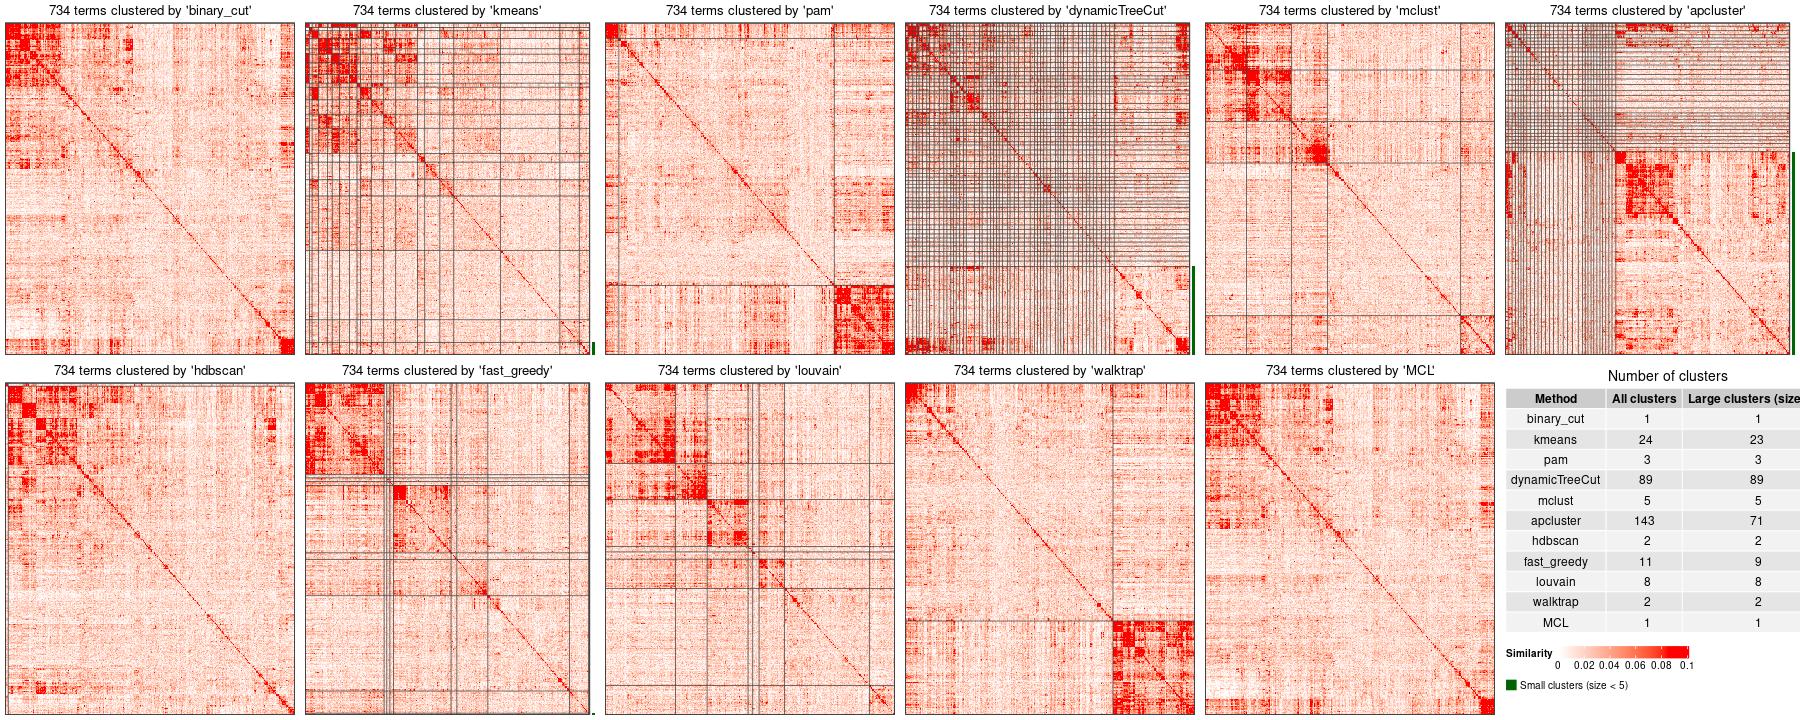 734 terms clustered by 'binary_cut'
734 terms clustered by 'kmeans'
734 terms clustered by 'pam'
734 terms clustered by 'dynamicTreeCut'
734 terms clustered by 'mclust'
734 terms clustered by 'apcluster'
734 terms clustered by 'hdbscan'
734 terms clustered by 'fast_greedy'
734 terms clustered by 'louvain'
734 terms clustered by 'walktrap'
734 terms clustered by 'MCL'
Number of clusters
Method All clusters Large clusters (size
binary_cut 1 1
kmeans 24 23
pam 3 3
dynamicTreeCut 89 89
mclust 5 5
apcluster 143 71
hdbscan 2 2
fast_greedy 11 9
louvain 8 8
walktrap 2 2
MCL 1 1
Similarity
0 0.02 0.04 0.06 0.08 0.1
Small clusters (size < 5)